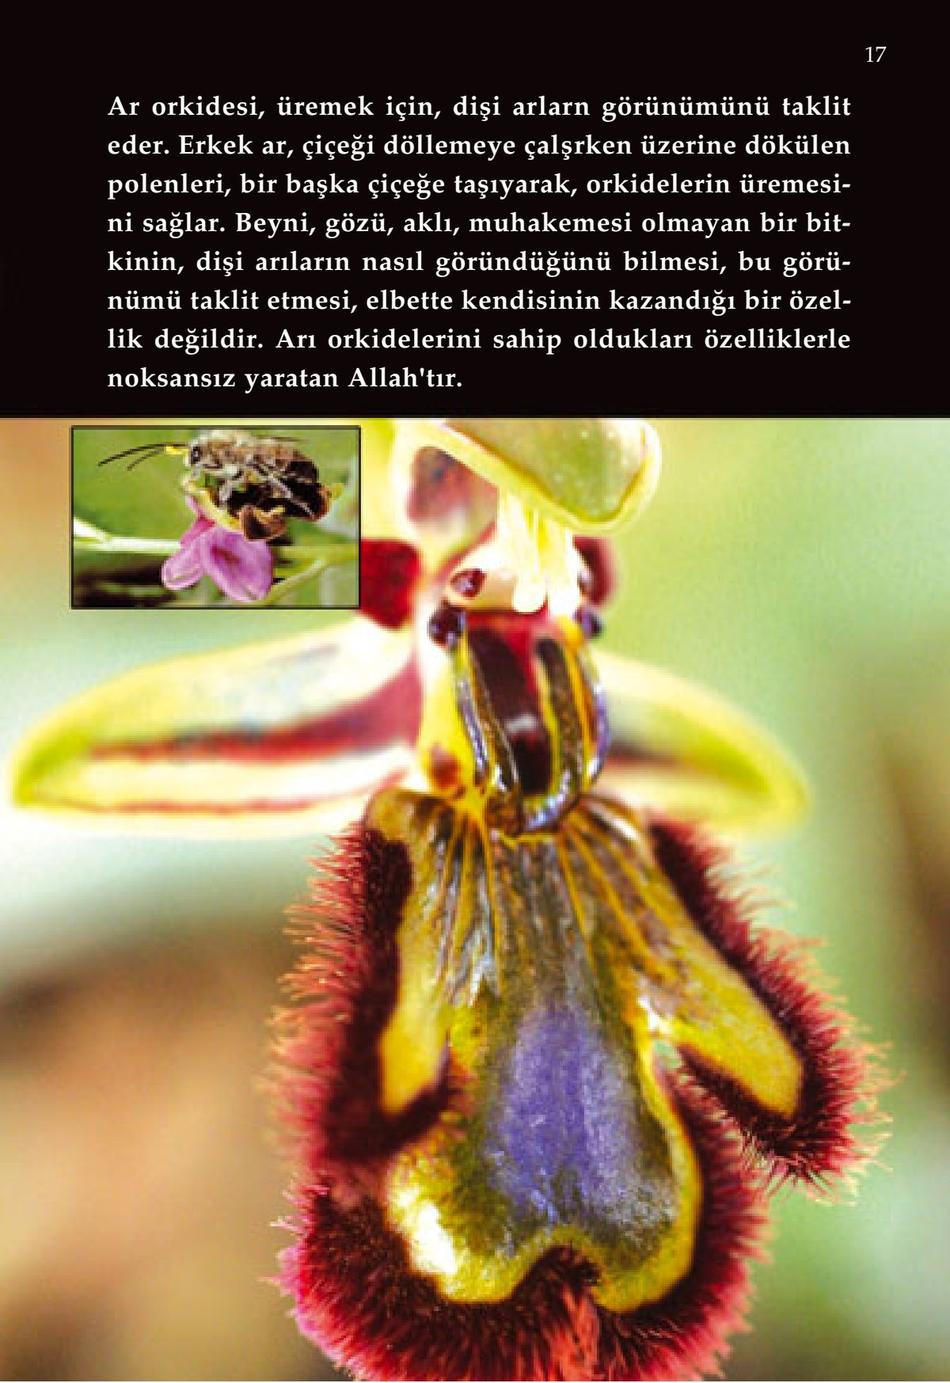 17
Ar orkidesi, üremek için, dişi arlarn görünümünü taklit
eder. Erkek ar, çiçeği döllemeye çalşrken üzerine dökülen
polenleri, bir başka çiçeğe taşıyarak, orkidelerin üremesi-
ni sağlar. Beyni, gözü, aklı, muhakemesi olmayan bir bit-
kinin, dişi arıların nasıl göründüğünü bilmesi, bu görü-
nümü taklit etmesi, elbette kendisinin kazandığı bir özel-
lik değildir. Arı orkidelerini sahip oldukları özelliklerle
noksansız yaratan Allah'tır.